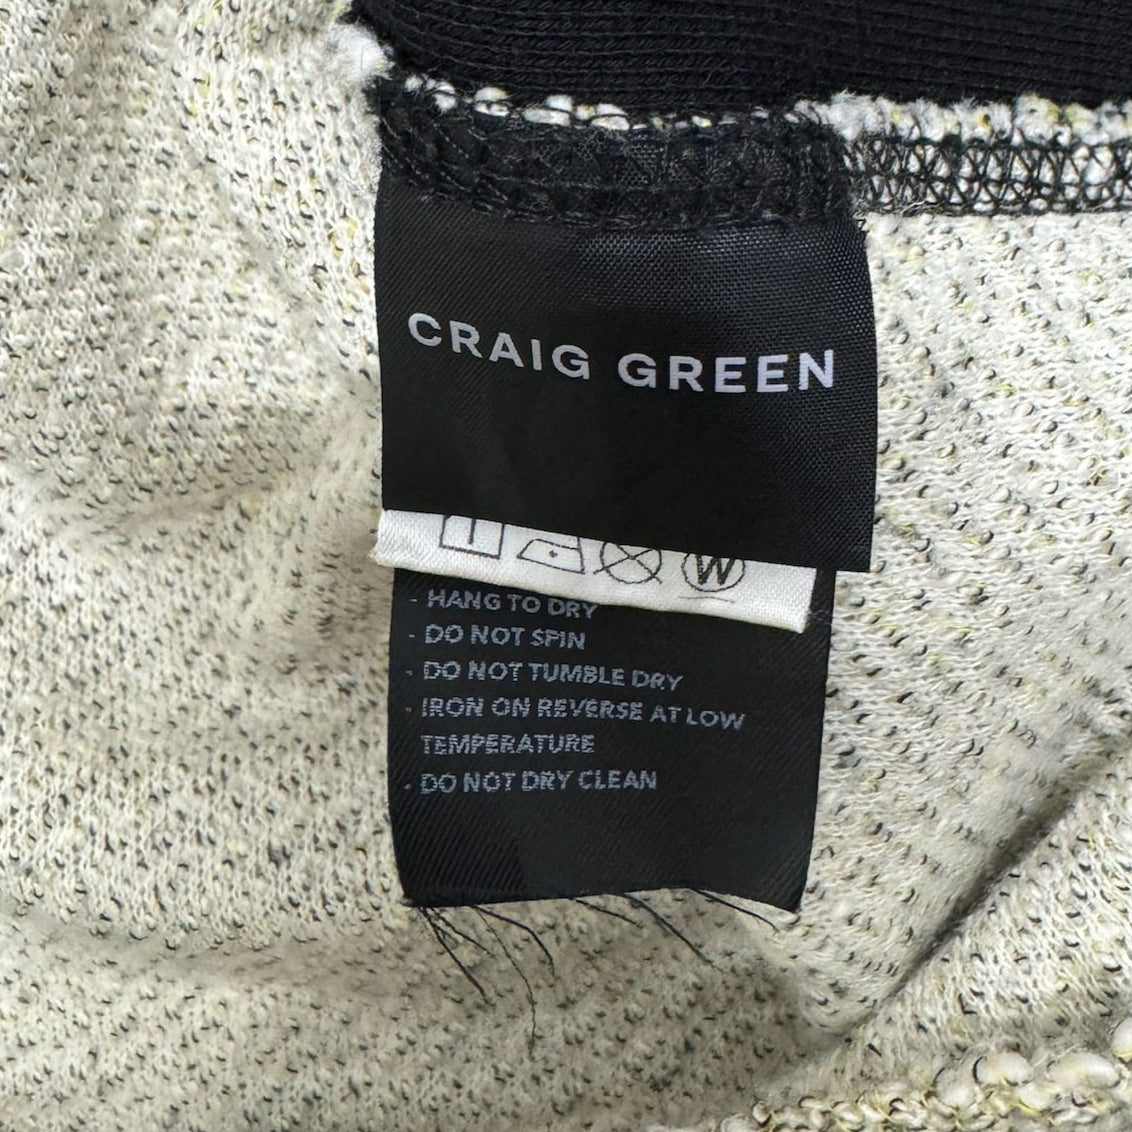 CRAIG GREEN
W
- HANG TO DRY
- DO NOT SPIN
- DO NOT TUMBLE DRY
- IRON ON REVERSE AT LOW
TEMPERATURE
- DO NOT DRY CLEAN